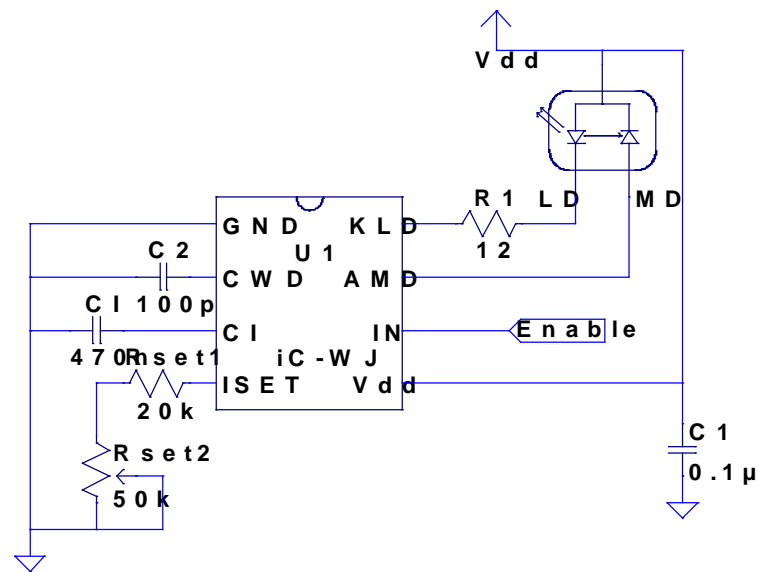 Vdd
R1 LD MD
12
GND KLD
U1
C2
CWD AMD
100p
CI
CI IN
Enable
470n
Rset1 iC-WJ
ISET Vdd
20k
Rset2
50k
C1
0.1µ